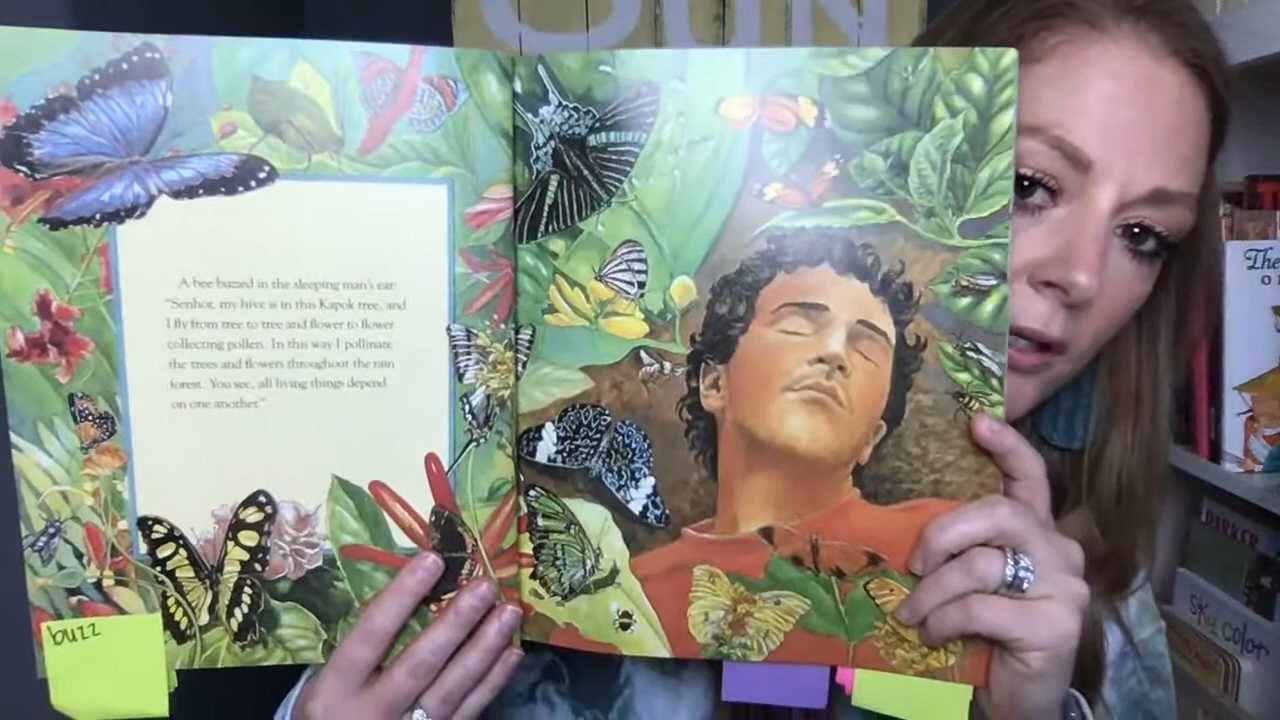 A bee buzzed in the sleeping man's ear:
"Senhor, my hive is in this Kapok tree, and
I fly from tree to tree and flower to flower
collecting pollen. In this way I pollinate
the trees and flowers throughout the rain
forest. You see, all living things depend
on one another."
buzz
The
PARKER
SKIN COLOR